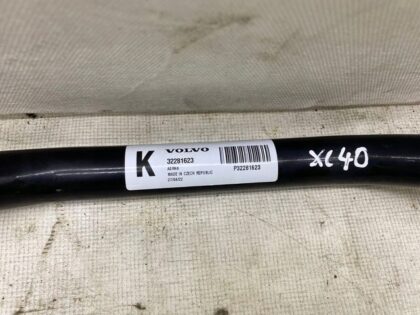 K
VOLVO
32281623
MADE IN CZECH REPUBLIC
P32281623
XC40